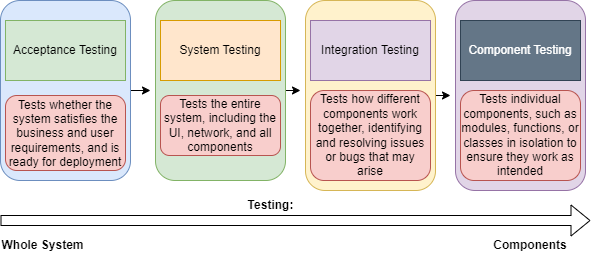 Acceptance Testing
Tests whether the
system satisfies the
business and user
requirements, and is
ready for deployment
System Testing
Tests the entire
system, including the
UI, network, and all
components
Integration Testing
Tests how different
components work
together, identifying
and resolving issues
or bugs that may
arise
Component Testing
Tests individual
components, such as
modules, functions, or
classes in isolation to
ensure they work as
intended
Testing:
Whole System
Components